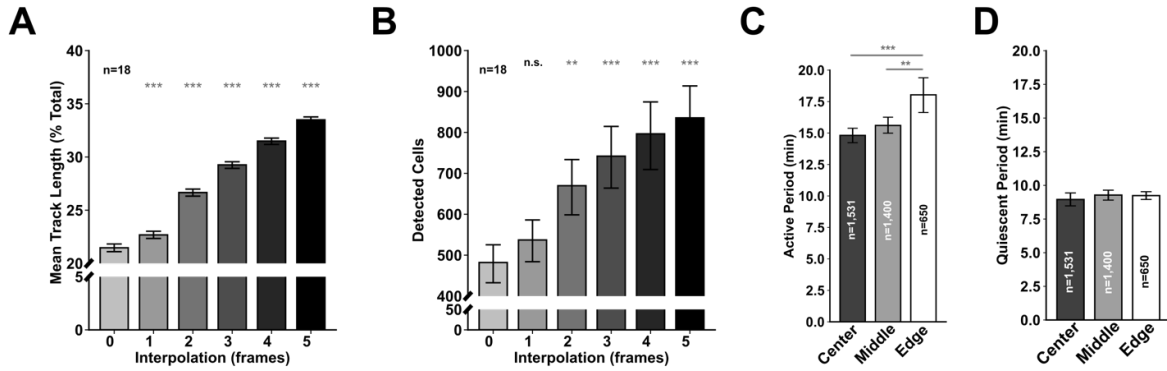 A
Mean Track Length (% Total)
40
35
30
25
20
5
0
n=18
***
***
***
***
***
0 1 2 3 4 5
Interpolation (frames)
B
Detected Cells
1000
900
800
700
600
500
400
50
0
n=18
n.s.
**
***
***
***
0 1 2 3 4 5
Interpolation (frames)
C
Active Period (min)
20.0
17.5
15.0
12.5
10.0
7.5
5.0
2.5
0.0
***
**
n=1,531
n=1,400
n=650
Center
Middle
Edge
D
Quiescent Period (min)
20.0
17.5
15.0
12.5
10.0
7.5
5.0
2.5
0.0
n=1,531
n=1,400
n=650
Center
Middle
Edge